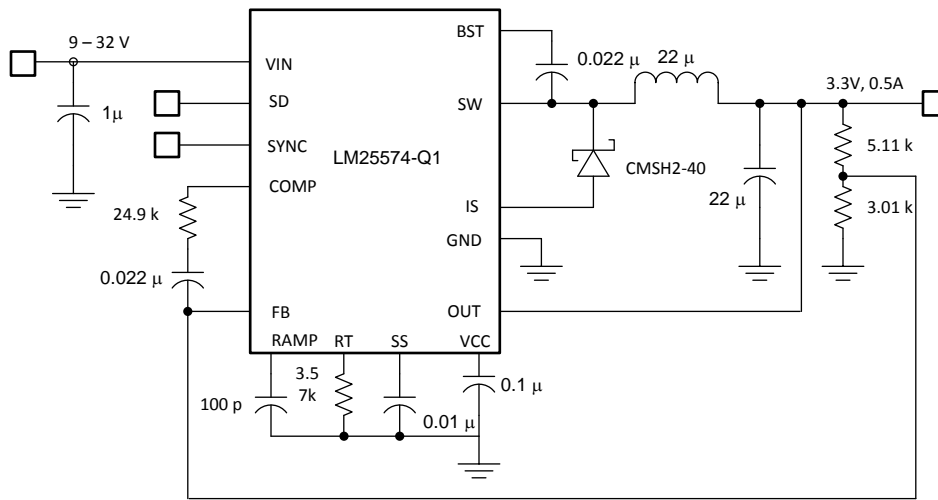 9 – 32 V
1µ
VIN
SD
SYNC
COMP
24.9 k
0.022 µ
FB
RAMP
RT
SS
VCC
LM25574-Q1
BST
SW
IS
GND
OUT
0.022 µ
22 µ
CMSH2-40
22 µ
3.3V, 0.5A
5.11 k
3.01 k
100 p
3.5
7k
0.01 µ
0.1 µ